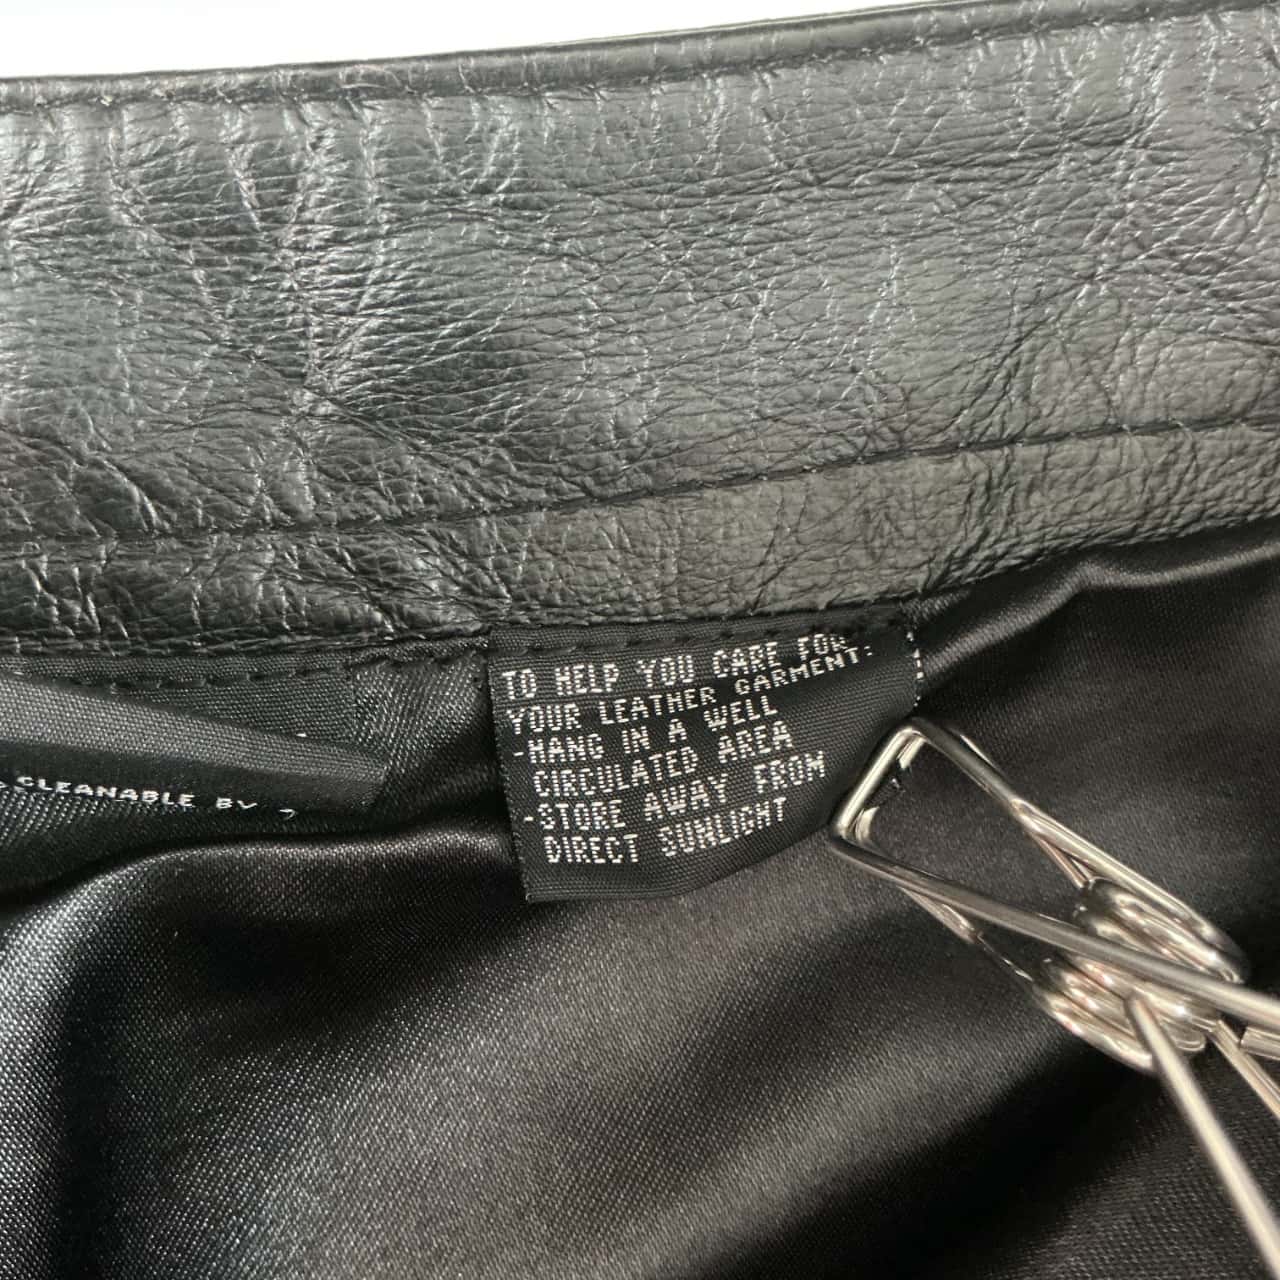 TO HELP YOU CARE FOR
YOUR LEATHER GARMENT:
-HANG IN A WELL
CIRCULATED AREA
-STORE AWAY FROM
DIRECT SUNLIGHT
CLEANABLE BY